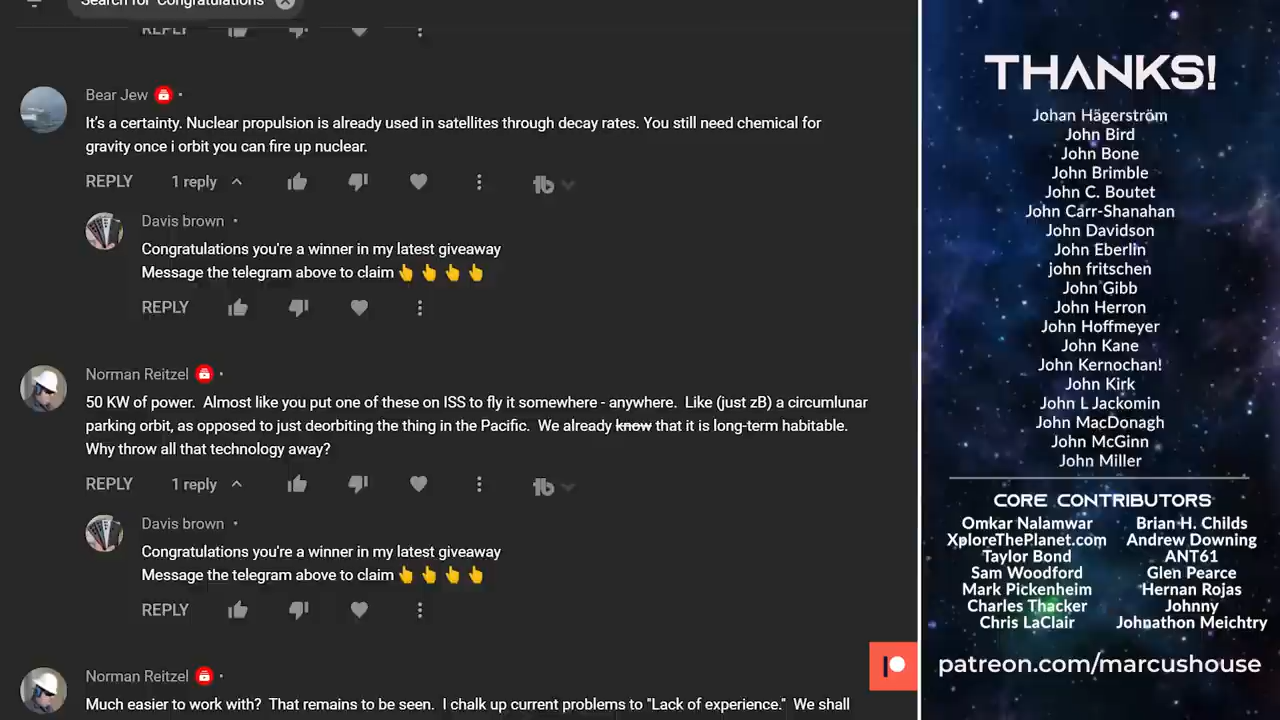 Search for 'Congratulations'
REPLY
Bear Jew ·
It's a certainty. Nuclear propulsion is already used in satellites through decay rates. You still need chemical for
gravity once i orbit you can fire up nuclear.
REPLY 1 reply
Davis brown ·
Congratulations you're a winner in my latest giveaway
Message the telegram above to claim👆👆👆👆
REPLY
Norman Reitzel ·
50 KW of power. Almost like you put one of these on ISS to fly it somewhere - anywhere. Like (just zB) a circumlunar
parking orbit, as opposed to just deorbiting the thing in the Pacific. We already know that it is long-term habitable.
Why throw all that technology away?
REPLY 1 reply
Davis brown ·
Congratulations you're a winner in my latest giveaway
Message the telegram above to claim👆👆👆👆
REPLY
Norman Reitzel ·
Much easier to work with? That remains to be seen. I chalk up current problems to "Lack of experience." We shall
THANKS!
Johan Hägerström
John Bird
John Bone
John Brimble
John C. Boutet
John Carr-Shanahan
John Davidson
John Eberlin
john fritschen
John Gibb
John Herron
John Hoffmeyer
John Kane
John Kernochan!
John Kirk
John L Jackomin
John MacDonagh
John McGinn
John Miller
CORE CONTRIBUTORS
Omkar Nalamwar Brian H. Childs
XploreThePlanet.com Andrew Downing
Taylor Bond ANT61
Sam Woodford Glen Pearce
Mark Pickenheim Hernan Rojas
Charles Thacker Johnny
Chris LaClair Johnathon Meichtry
patreon.com/marcushouse